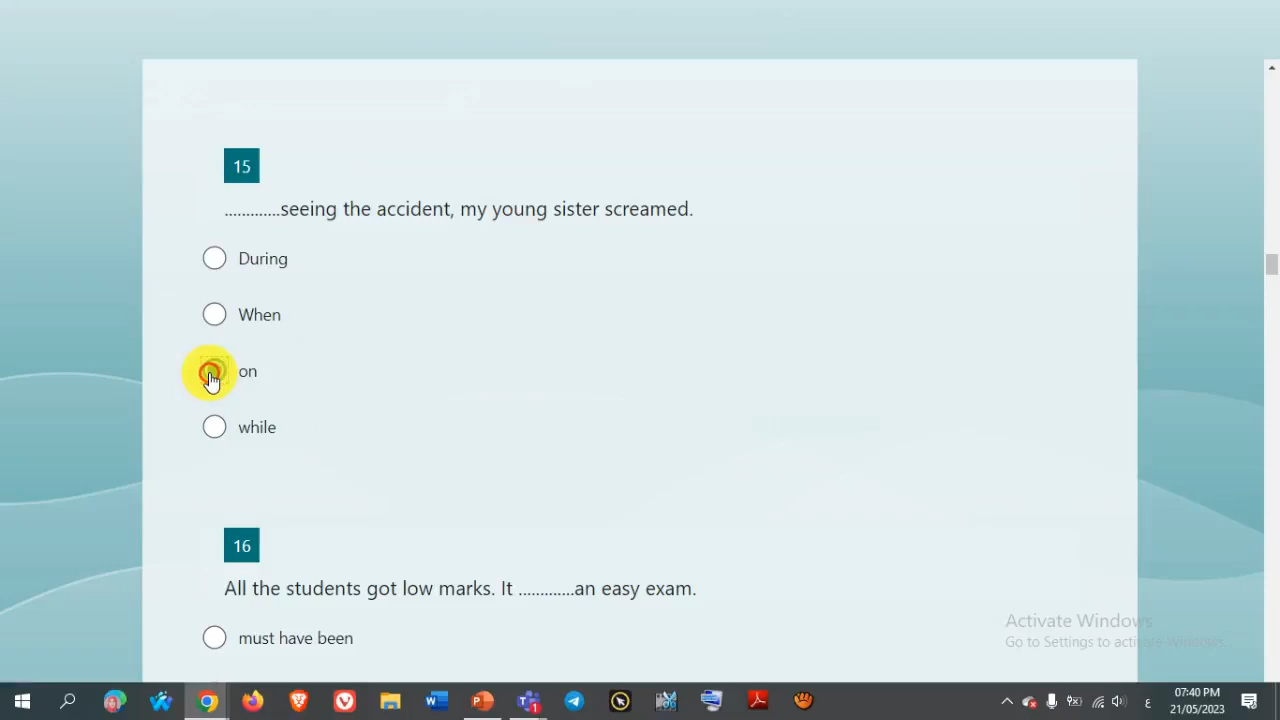 15
.............seeing the accident, my young sister screamed.
During
When
on
while
16
All the students got low marks. It .............an easy exam.
must have been
Activate Windows
Go to Settings to activate Windows.
07:40 PM
21/05/2023
ع
1